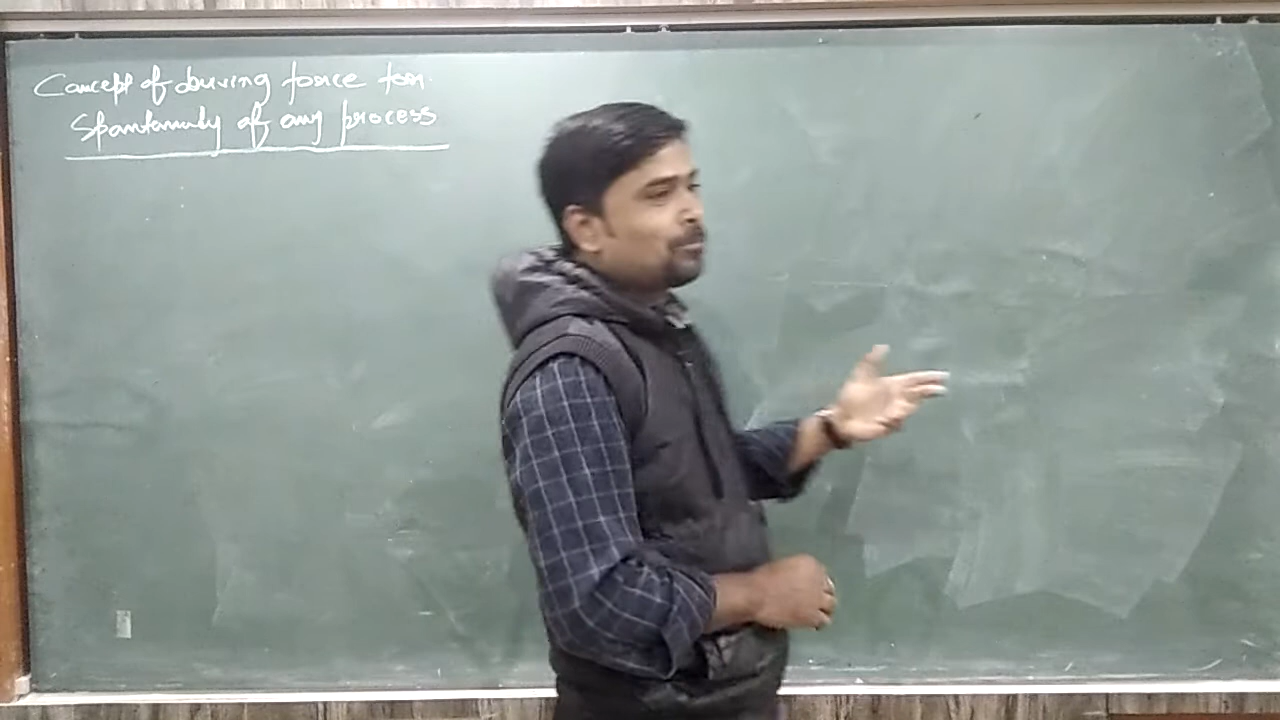 Concept of driving force for
Spontaneity of any process